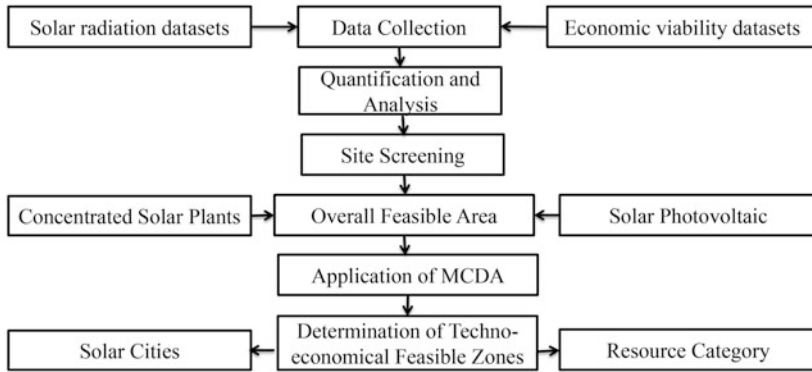 Solar radiation datasets
Data Collection
Economic viability datasets
Quantification and
Analysis
Site Screening
Concentrated Solar Plants
Overall Feasible Area
Solar Photovoltaic
Application of MCDA
Solar Cities
Determination of Techno-
economical Feasible Zones
Resource Category